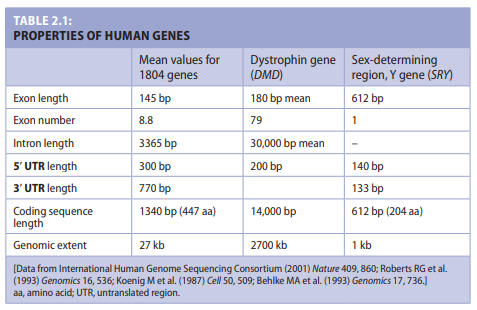 TABLE 2.1:
PROPERTIES OF HUMAN GENES
Mean values for 1804 genes | Dystrophin gene (DMD) | Sex-determining region, Y gene (SRY)
Exon length | 145 bp | 180 bp mean | 612 bp
Exon number | 8.8 | 79 | 1
Intron length | 3365 bp | 30,000 bp mean | –
5′ UTR length | 300 bp | 200 bp | 140 bp
3′ UTR length | 770 bp | | 133 bp
Coding sequence length | 1340 bp (447 aa) | 14,000 bp | 612 bp (204 aa)
Genomic extent | 27 kb | 2700 kb | 1 kb
[Data from International Human Genome Sequencing Consortium (2001) Nature 409, 860; Roberts RG et al.
(1993) Genomics 16, 536; Koenig M et al. (1987) Cell 50, 509; Behlke MA et al. (1993) Genomics 17, 736.]
aa, amino acid; UTR, untranslated region.